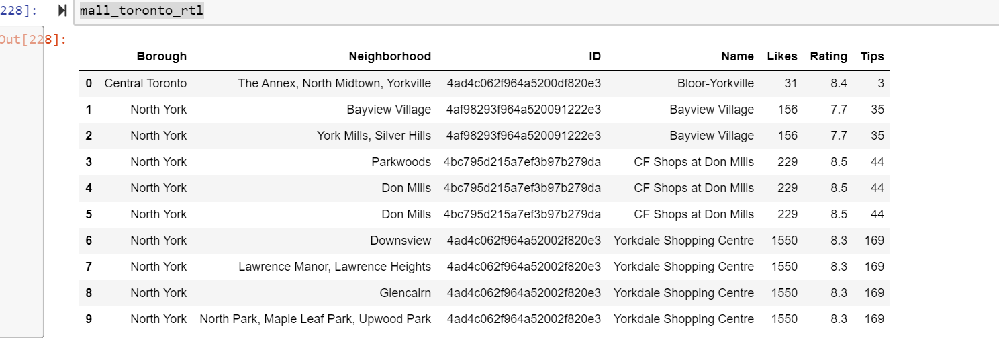 228]: mall_toronto_rtl
Out[228]:
Borough Neighborhood ID Name Likes Rating Tips
0 Central Toronto The Annex, North Midtown, Yorkville 4ad4c062f964a5200df820e3 Bloor-Yorkville 31 8.4 3
1 North York Bayview Village 4af98293f964a520091222e3 Bayview Village 156 7.7 35
2 North York York Mills, Silver Hills 4af98293f964a520091222e3 Bayview Village 156 7.7 35
3 North York Parkwoods 4bc795d215a7ef3b97b279da CF Shops at Don Mills 229 8.5 44
4 North York Don Mills 4bc795d215a7ef3b97b279da CF Shops at Don Mills 229 8.5 44
5 North York Don Mills 4bc795d215a7ef3b97b279da CF Shops at Don Mills 229 8.5 44
6 North York Downsview 4ad4c062f964a52002f820e3 Yorkdale Shopping Centre 1550 8.3 169
7 North York Lawrence Manor, Lawrence Heights 4ad4c062f964a52002f820e3 Yorkdale Shopping Centre 1550 8.3 169
8 North York Glencairn 4ad4c062f964a52002f820e3 Yorkdale Shopping Centre 1550 8.3 169
9 North York North Park, Maple Leaf Park, Upwood Park 4ad4c062f964a52002f820e3 Yorkdale Shopping Centre 1550 8.3 169